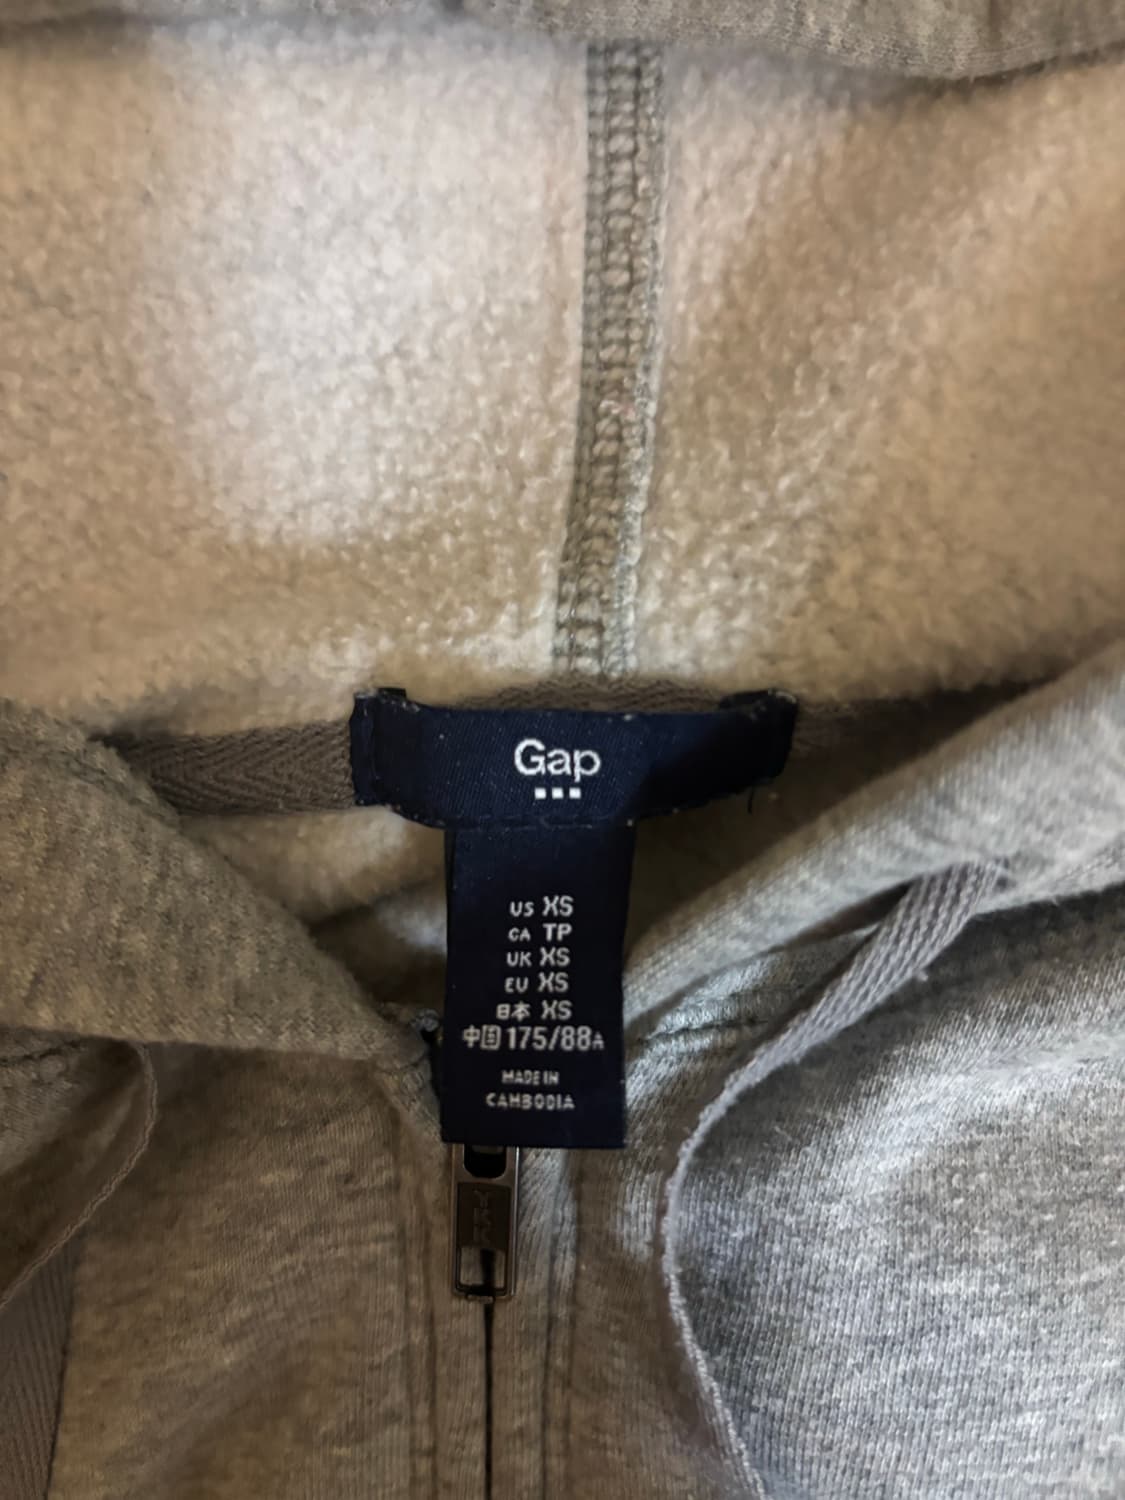 Gap
US XS
CA TP
UK XS
EU XS
日本 XS
中国 175/88A
MADE IN
CAMBODIA